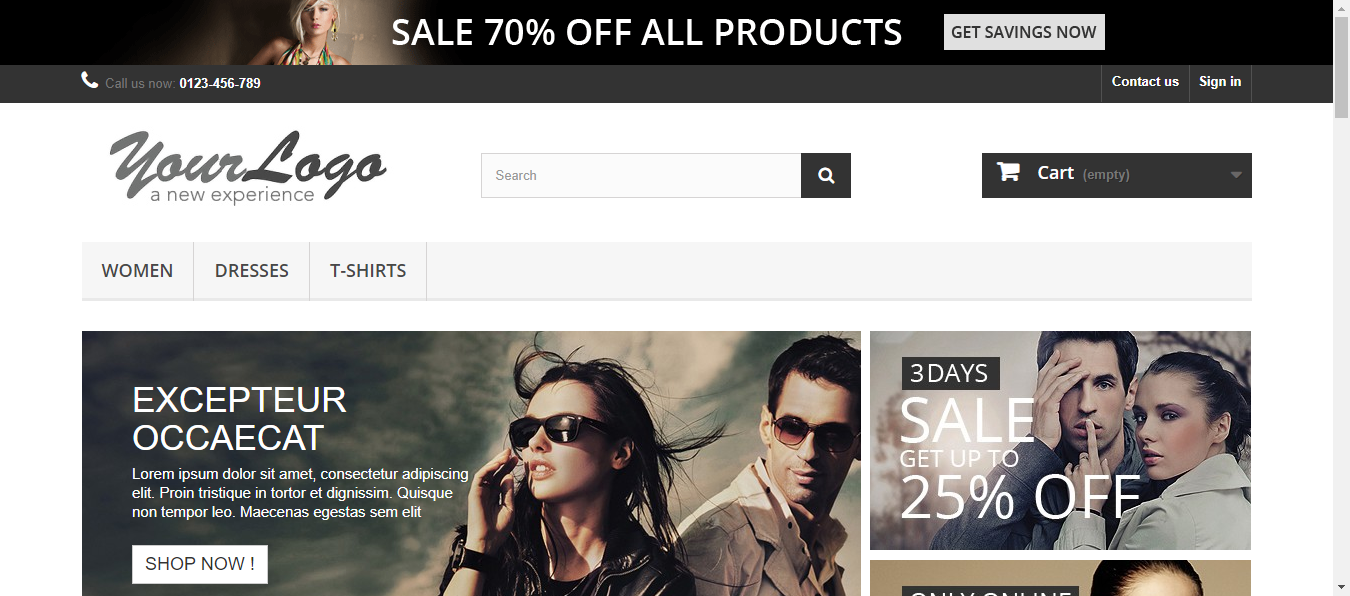 SALE 70% OFF ALL PRODUCTS
GET SAVINGS NOW
Call us now: 0123-456-789
Contact us
Sign in
YourLogo
a new experience
Search
Cart (empty)
WOMEN
DRESSES
T-SHIRTS
EXCEPTEUR
OCCAECAT
Lorem ipsum dolor sit amet, consectetur adipiscing
elit. Proin tristique in tortor et dignissim. Quisque
non tempor leo. Maecenas egestas sem elit
SHOP NOW !
3 DAYS
SALE
GET UP TO
25% OFF
ONLY ONLINE